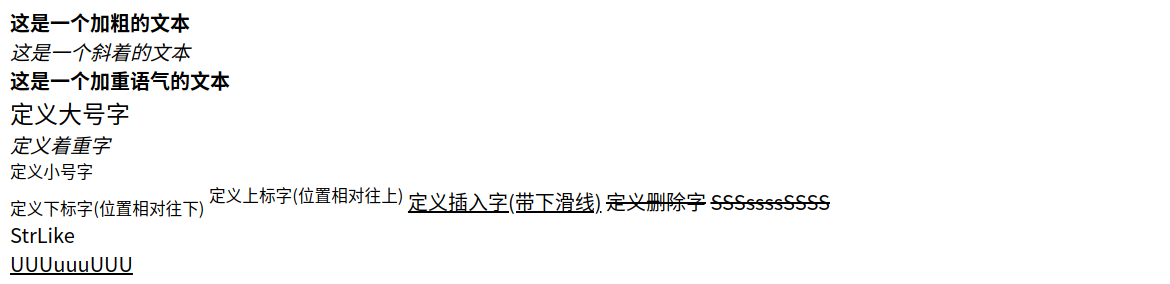 这是一个加粗的文本
这是一个斜着的文本
这是一个加重语气的文本
定义大号字
定义着重字
定义小号字
定义下标字(位置相对往下) 定义上标字(位置相对往上) 定义插入字(带下滑线) 定义删除字 SSSssssSSSS
StrLike
UUUuuuUUU